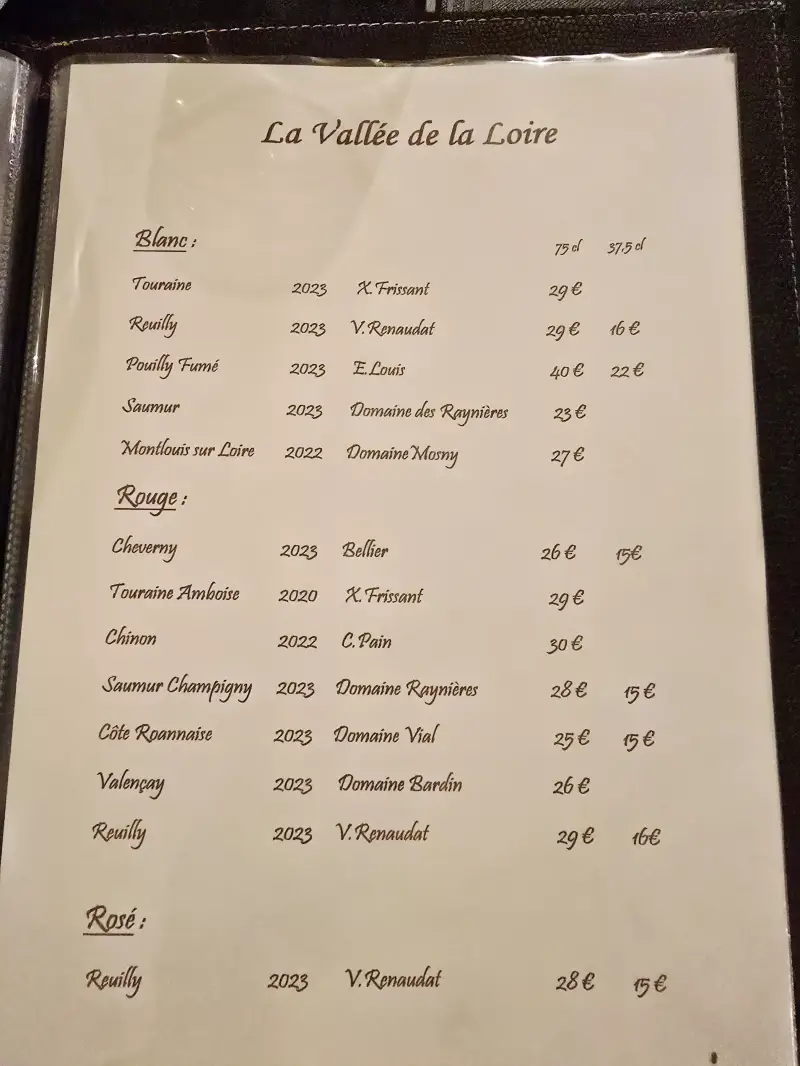 La Vallée de la Loire
Blanc : 75 cl 37,5 cl
Touraine 2023 X. Frissant 29 €
Reuilly 2023 V. Renaudat 29 € 16 €
Pouilly Fumé 2023 E. Louis 40 € 22 €
Saumur 2023 Domaine des Raynières 23 €
Montlouis sur Loire 2022 Domaine Mosny 27 €
Rouge :
Cheverny 2023 Bellier 26 € 15€
Touraine Amboise 2020 X. Frissant 29 €
Chinon 2022 C. Pain 30 €
Saumur Champigny 2023 Domaine Raynières 28 € 15 €
Côte Roannaise 2023 Domaine Vial 25 € 15 €
Valençay 2023 Domaine Bardin 26 €
Reuilly 2023 V. Renaudat 29 € 16€
Rosé :
Reuilly 2023 V. Renaudat 28 € 15 €